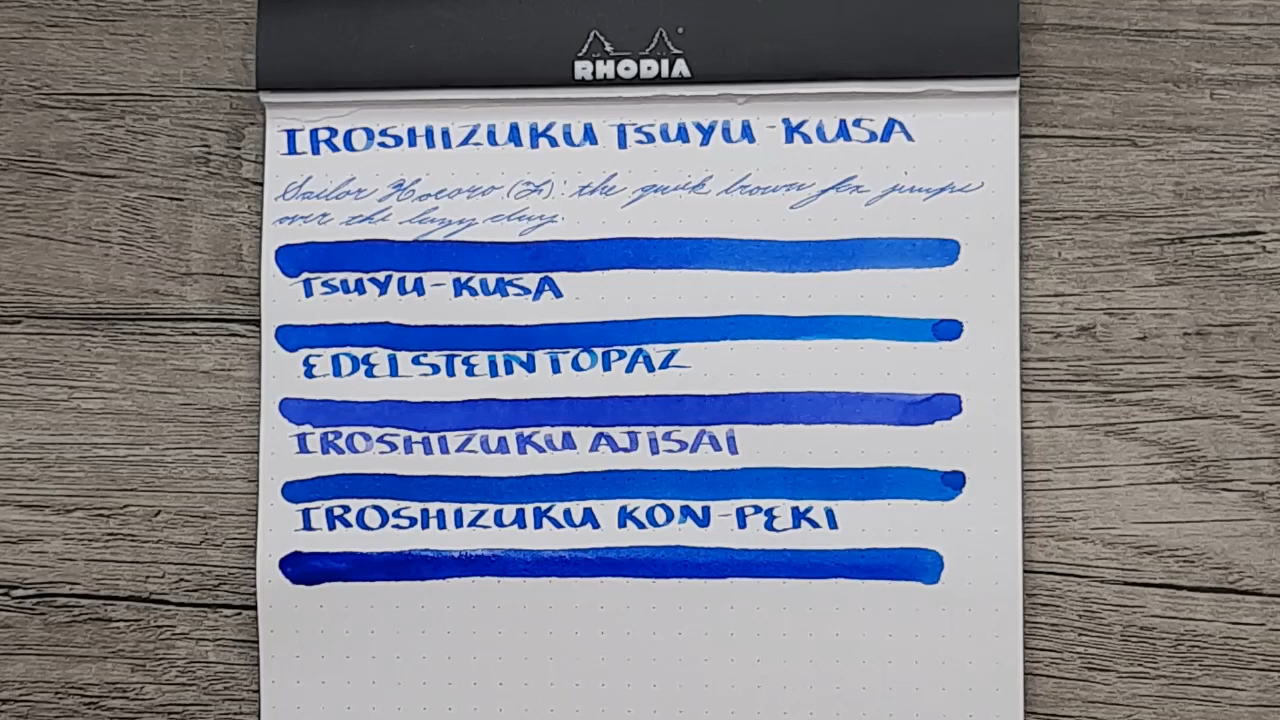 RHODIA
IROSHIZUKU TSUYU-KUSA
Sailor Hocoro (F): the quick brown fox jumps
over the lazy dog.
TSUYU-KUSA
EDELSTEIN TOPAZ
IROSHIZUKU AJISAI
IROSHIZUKU KON-PEKI